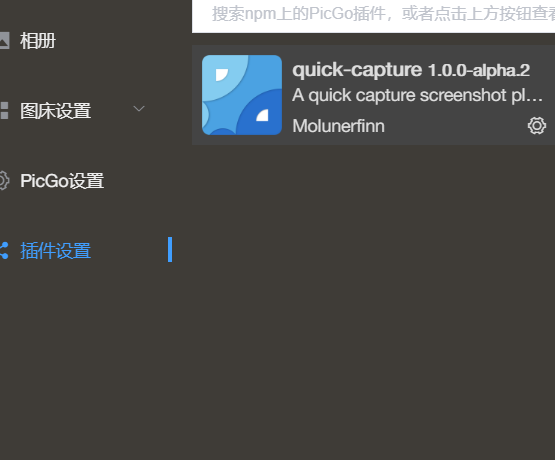 搜索npm上的PicGo插件，或者点击上方按钮查看
相册
quick-capture 1.0.0-alpha.2
A quick capture screenshot pl...
图床设置
Molunerfinn
PicGo设置
插件设置